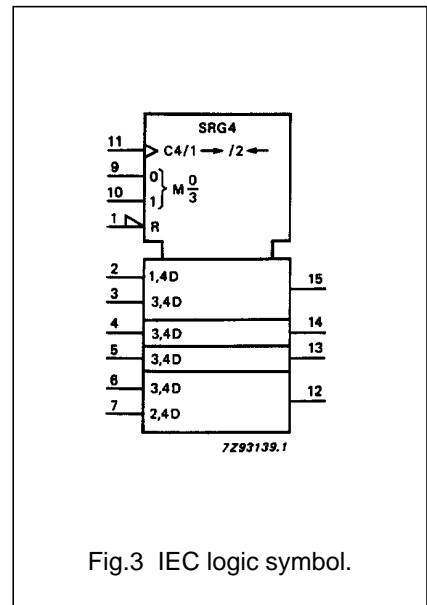 SRG4
11 C4/1 → /2 ←
9 0
10 1 M 0/3
1 R
2 1,4D 15
3 3,4D
4 3,4D 14
5 3,4D 13
6 3,4D 12
7 2,4D
7Z93139.1
Fig.3 IEC logic symbol.